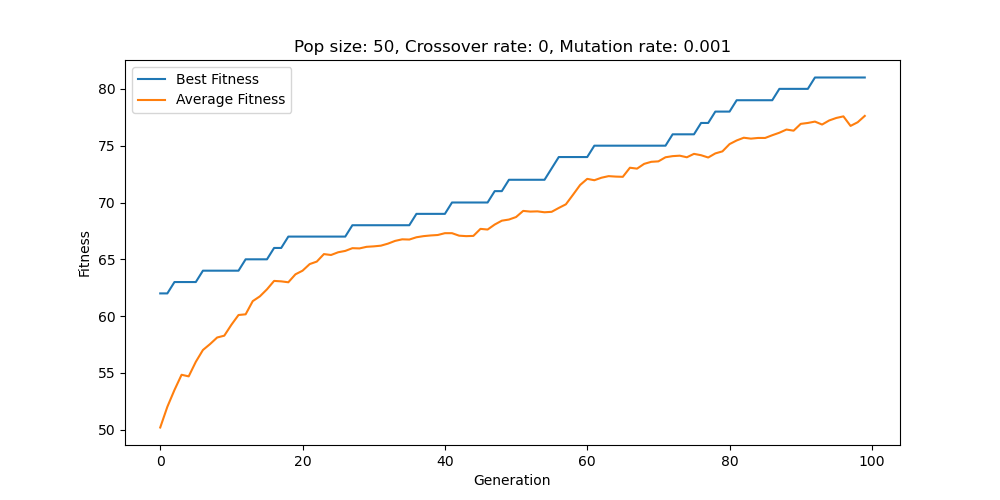 Pop size: 50, Crossover rate: 0, Mutation rate: 0.001
Best Fitness
Average Fitness
80
75
70
65
60
55
50
Fitness
0 20 40 60 80 100
Generation